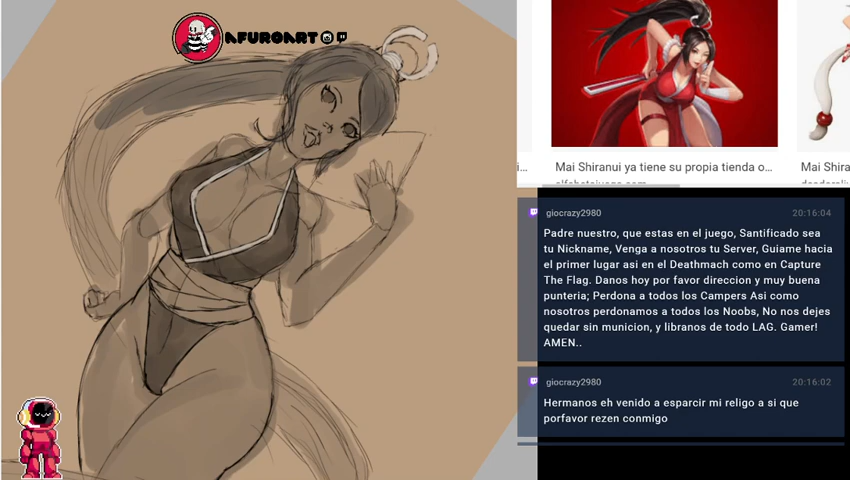 AFUROART
i...
Mai Shiranui ya tiene su propia tienda o...
Mai Shira
giocrazy2980
20:16:04
Padre nuestro, que estas en el juego, Santificado sea
tu Nickname, Venga a nosotros tu Server, Guiame hacia
el primer lugar asi en el Deathmach como en Capture
The Flag. Danos hoy por favor direccion y muy buena
punteria; Perdona a todos los Campers Asi como
nosotros perdonamos a todos los Noobs, No nos dejes
quedar sin municion, y libranos de todo LAG. Gamer!
AMEN..
giocrazy2980
20:16:02
Hermanos eh venido a esparcir mi religo a si que
porfavor rezen conmigo